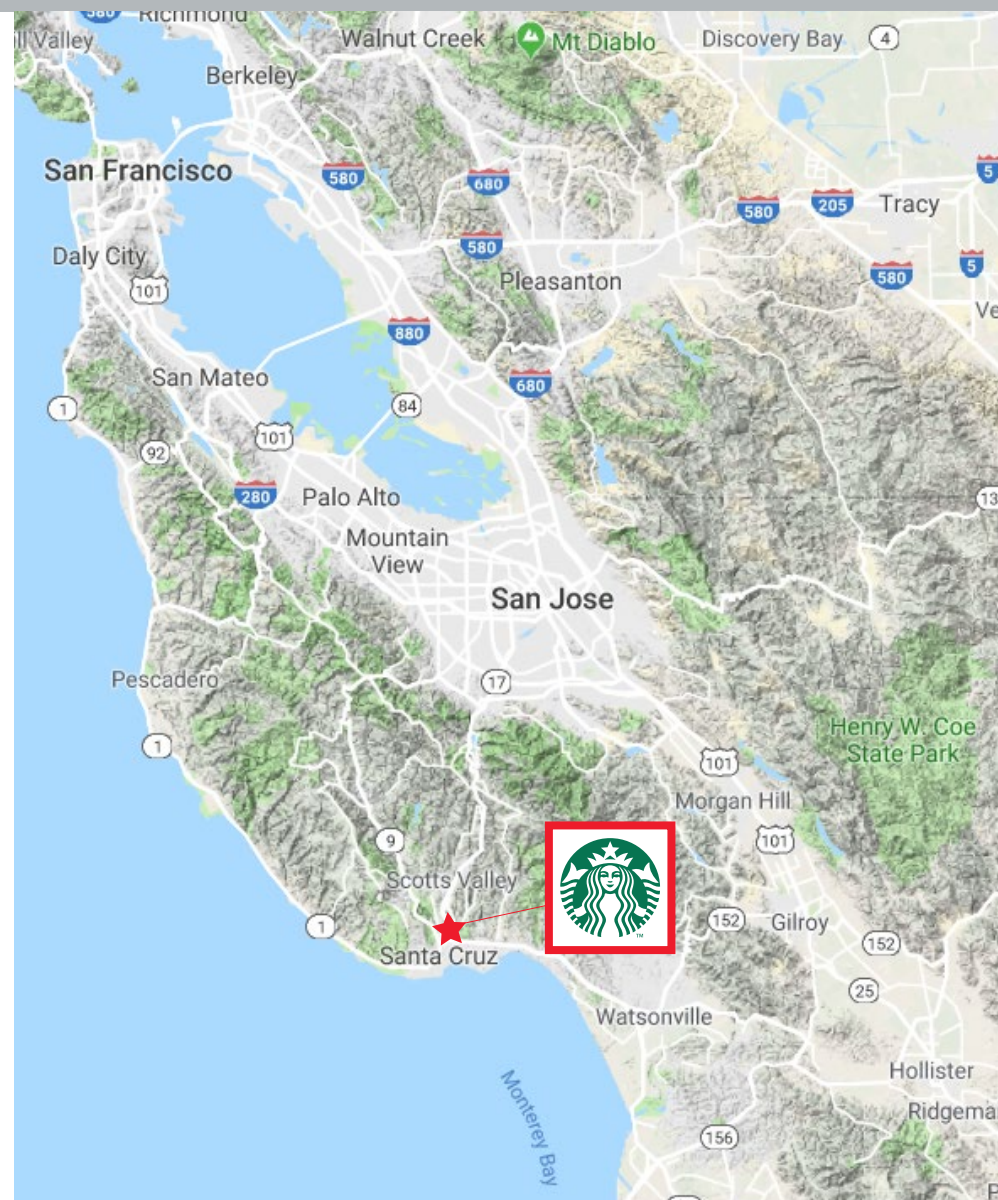 580
Richmond
ill Valley
Walnut Creek
Mt Diablo
Discovery Bay
4
Berkeley
San Francisco
580
680
5
580
205
Tracy
580
Daly City
101
Pleasanton
580
5
Ve
880
San Mateo
680
1
84
101
92
280
Palo Alto
13
Mountain
View
San Jose
17
Pescadero
1
Henry W. Coe
State Park
101
Morgan Hill
101
9
Scotts Valley
TM
1
152
Gilroy
152
Santa Cruz
25
Watsonville
Hollister
Monterey Bay
Ridgema
156